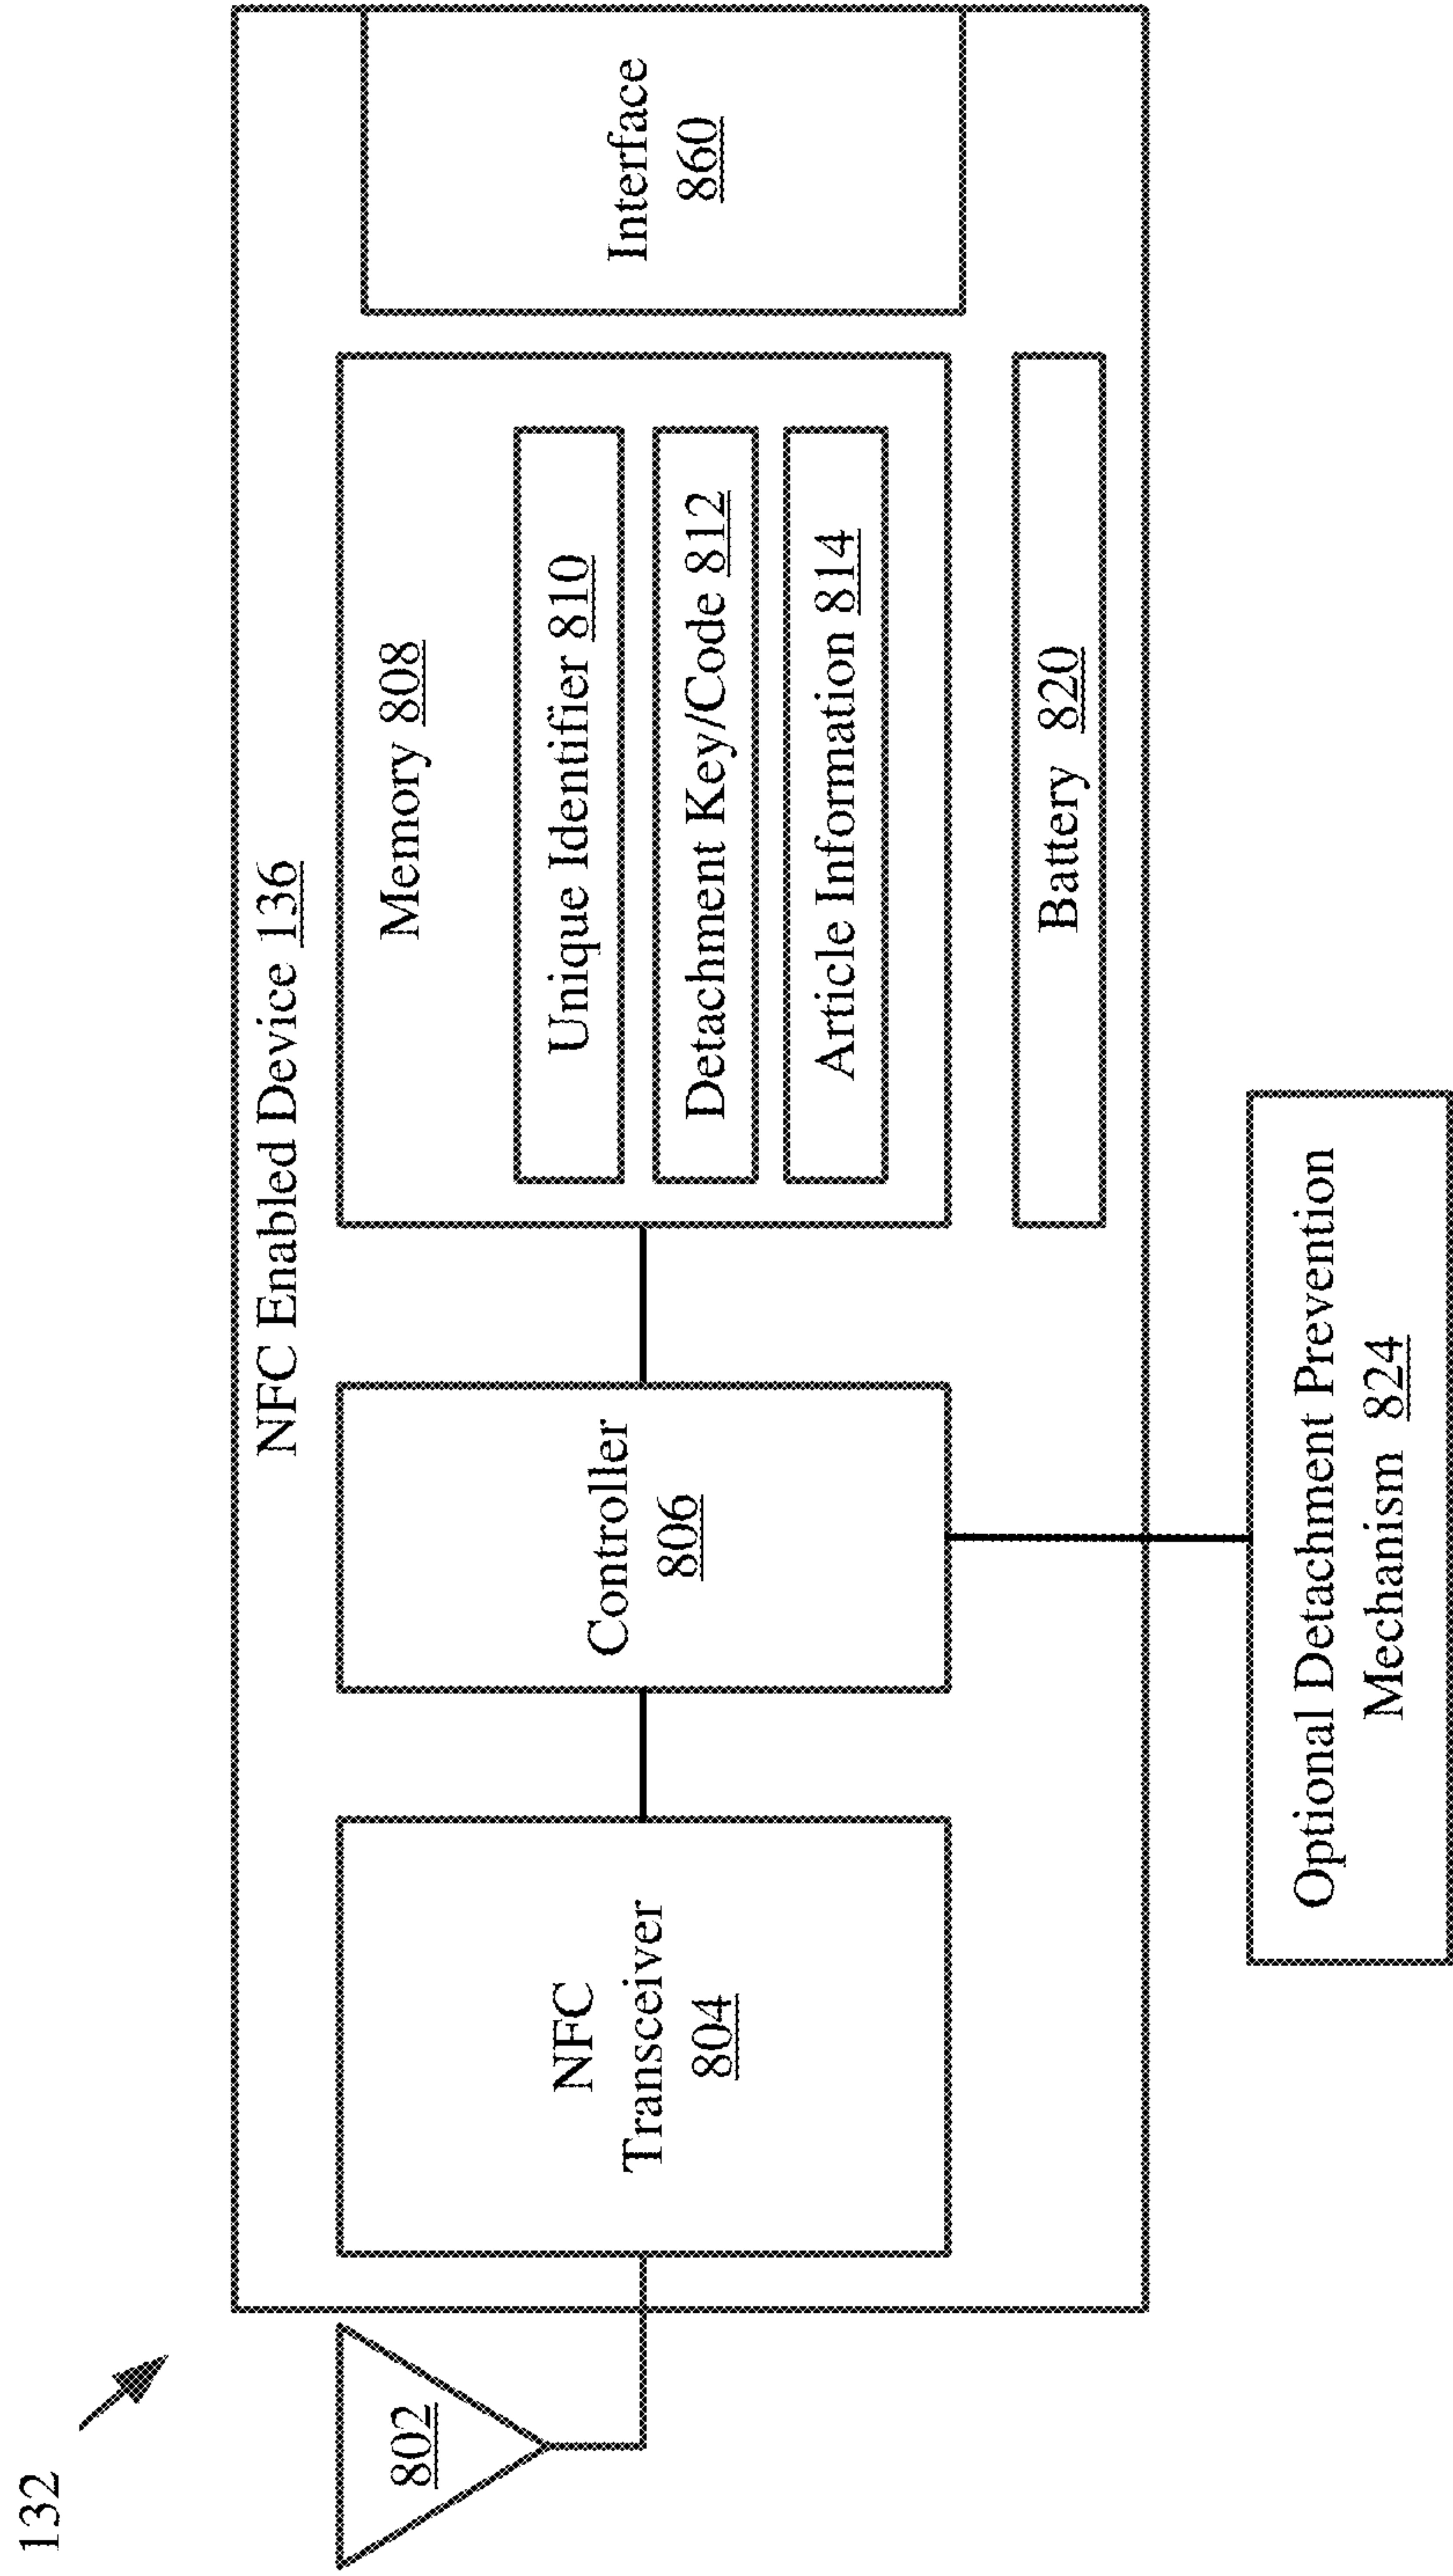 132
NFC Enabled Device 136
802
NFC
Transceiver
804
Controller
806
Memory 808
Unique Identifier 810
Detachment Key/Code 812
Article Information 814
Battery 820
Interface
860
Optional Detachment Prevention
Mechanism 824